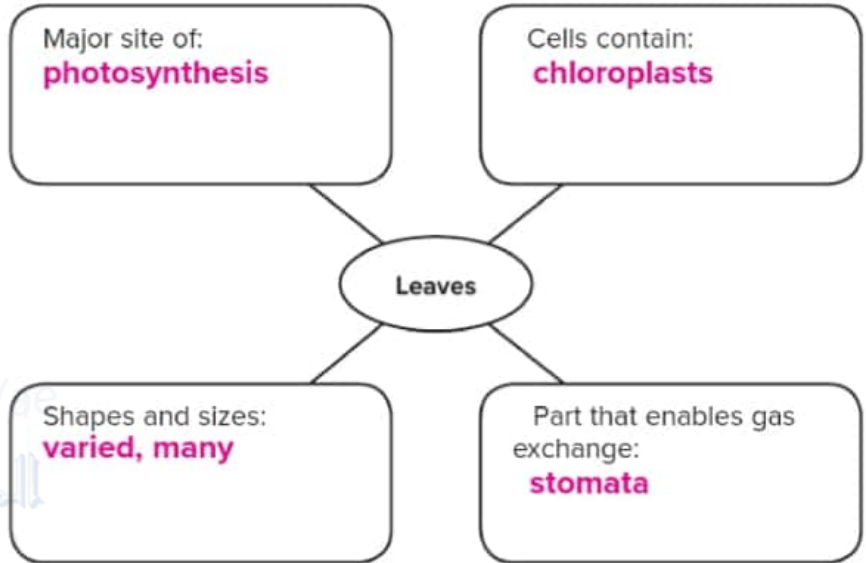 Major site of:
photosynthesis
Cells contain:
chloroplasts
Leaves
Shapes and sizes:
varied, many
Part that enables gas
exchange:
stomata